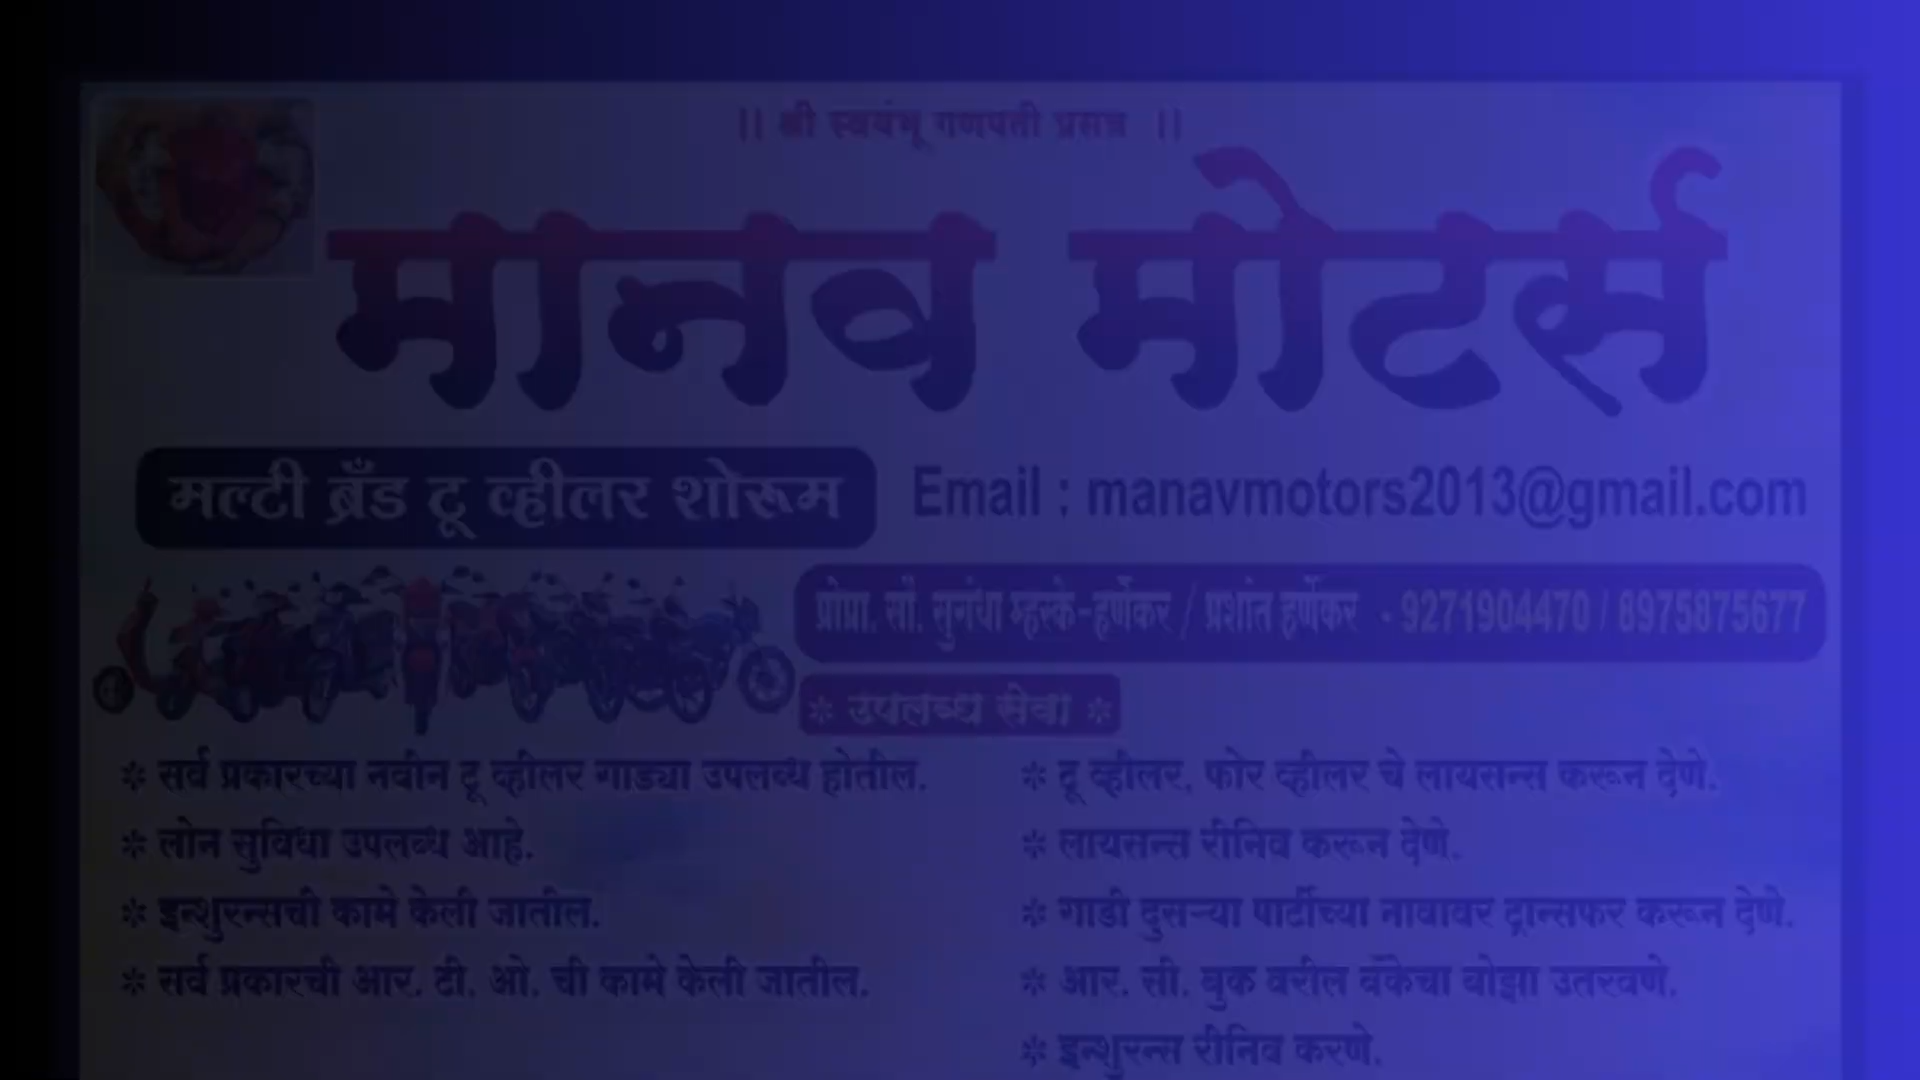 || श्री स्वयंभू गणपती प्रसन्न ||
मानव मोटर्स
मल्टी ब्रँड टू व्हीलर शोरूम
Email : manavmotors2013@gmail.com
प्रोप्रा. सौ. सुनंधा म्हस्के-हर्णेकर / प्रशांत हर्णेकर - 9271904470 / 8975875677
* उपलब्ध सेवा *
* सर्व प्रकारच्या नवीन टू व्हीलर गाड्या उपलब्ध होतील.
* लोन सुविधा उपलब्ध आहे.
* इन्शुरन्सची कामे केली जातील.
* सर्व प्रकारची आर. टी. ओ. ची कामे केली जातील.
* टू व्हीलर, फोर व्हीलर चे लायसन्स करून देणे.
* लायसन्स रीनिव करून देणे.
* गाडी दुसऱ्या पार्टीच्या नावावर ट्रान्सफर करून देणे.
* आर. सी. बुक वरील बँकेचा बोझा उतरवणे.
* इन्शुरन्स रीनिव करणे.